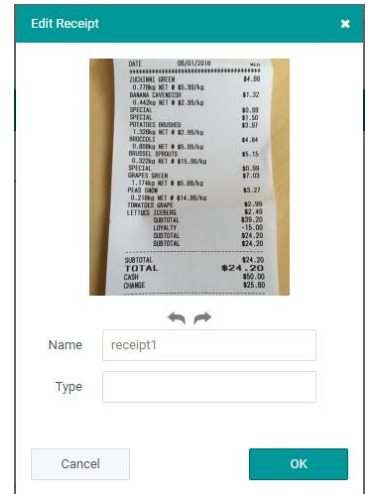 Edit Receipt
DATE 08/01/2016 WED
ZUCHINNI GREEN $4.66
0.778kg NET @ $5.99/kg
BANANA CAVENDISH $1.32
0.442kg NET @ $2.99/kg
SPECIAL $0.99
SPECIAL $1.50
POTATOES BRUSHED $3.97
1.328kg NET @ $2.99/kg
BROCCOLI $4.84
0.808kg NET @ $5.99/kg
BRUSSEL SPROUTS $5.15
0.322kg NET @ $15.99/kg
SPECIAL $0.99
GRAPES GREEN $7.03
1.174kg NET @ $5.99/kg
PEAS SNOW $3.27
0.218kg NET @ $14.99/kg
TOMATOES GRAPE $2.99
LETTUCE ICEBERG $2.49
SUBTOTAL $39.20
LOYALTY -15.00
SUBTOTAL $24.20
SUBTOTAL $24.20
SUBTOTAL $24.20
TOTAL $24.20
CASH $50.00
CHANGE $25.80
Name receipt1
Type
Cancel OK